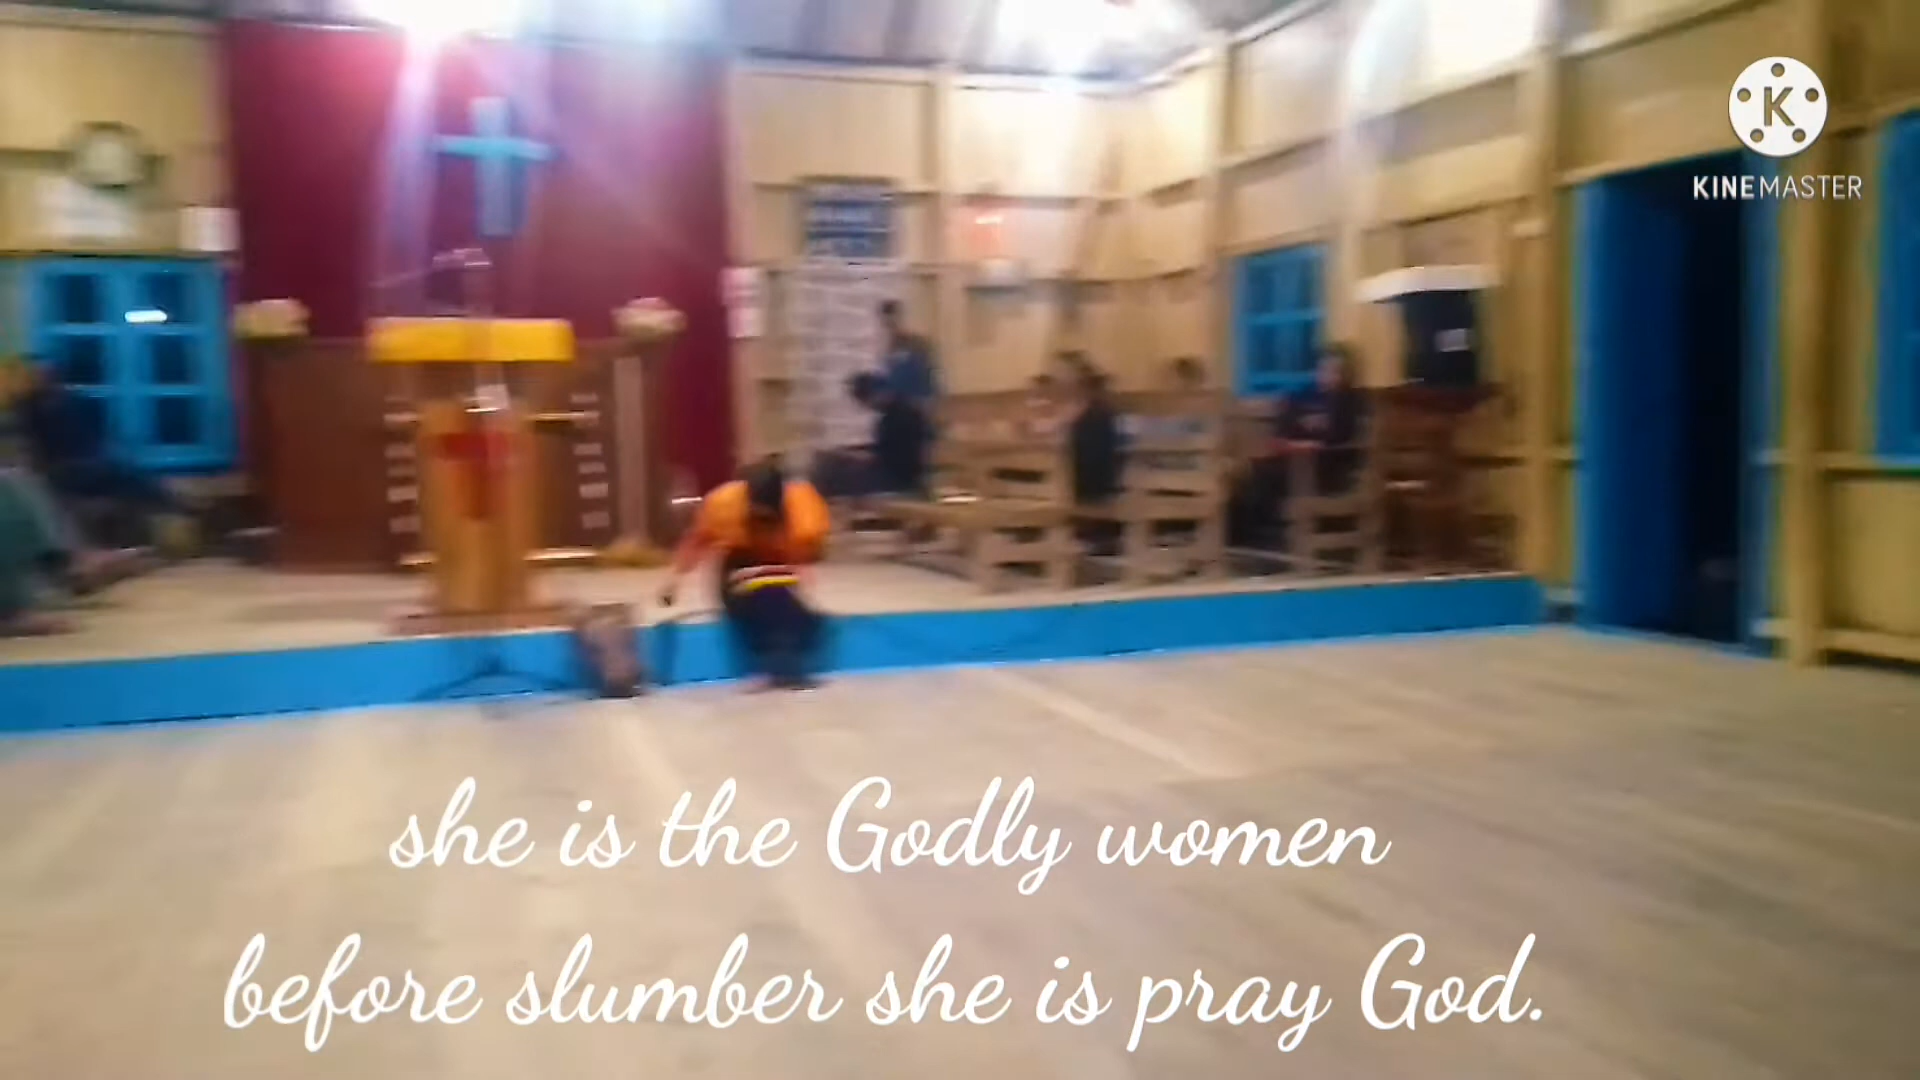 KINEMASTER
she is the Godly women
before slumber she is pray God.